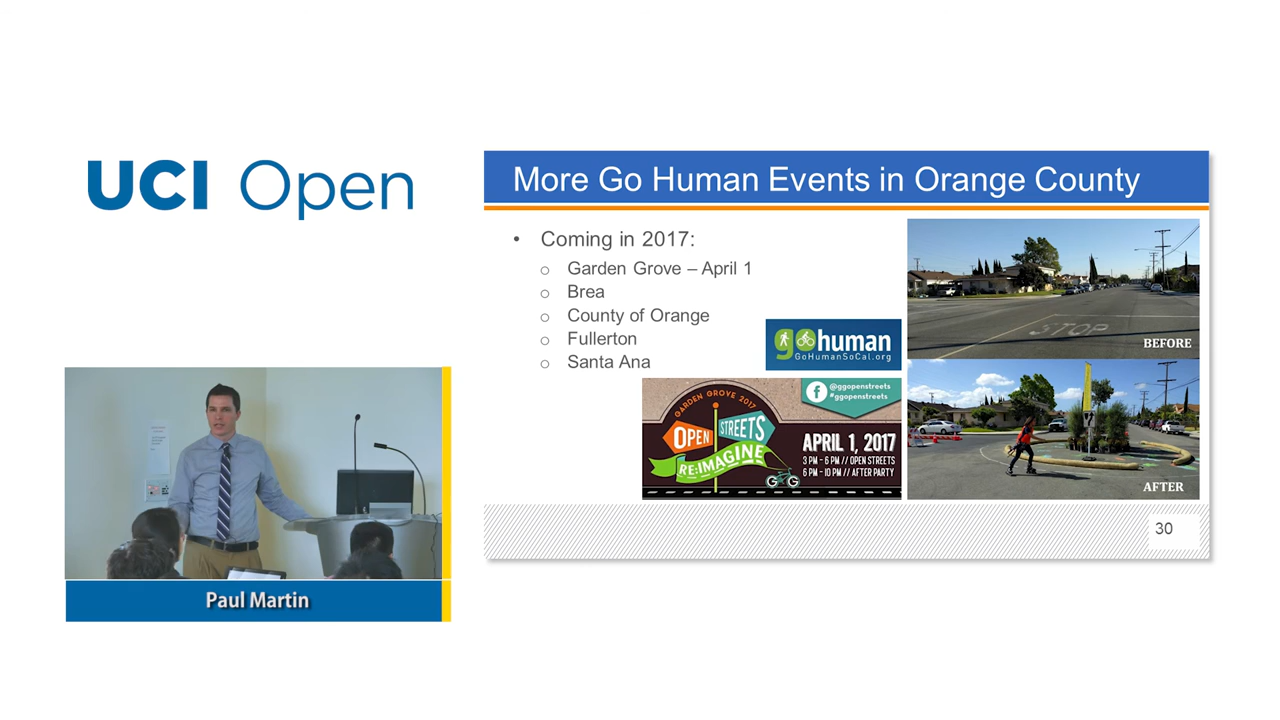 UCI Open
More Go Human Events in Orange County
• Coming in 2017:
o Garden Grove – April 1
o Brea
o County of Orange
o Fullerton
o Santa Ana
gohuman
GoHumanSoCal.org
@ggopenstreets
#ggopenstreets
GARDEN GROVE 2017
OPEN STREETS
RE:IMAGINE
APRIL 1, 2017
3 PM - 6 PM // OPEN STREETS
6 PM - 10 PM // AFTER PARTY
STOP
BEFORE
AFTER
30
Paul Martin